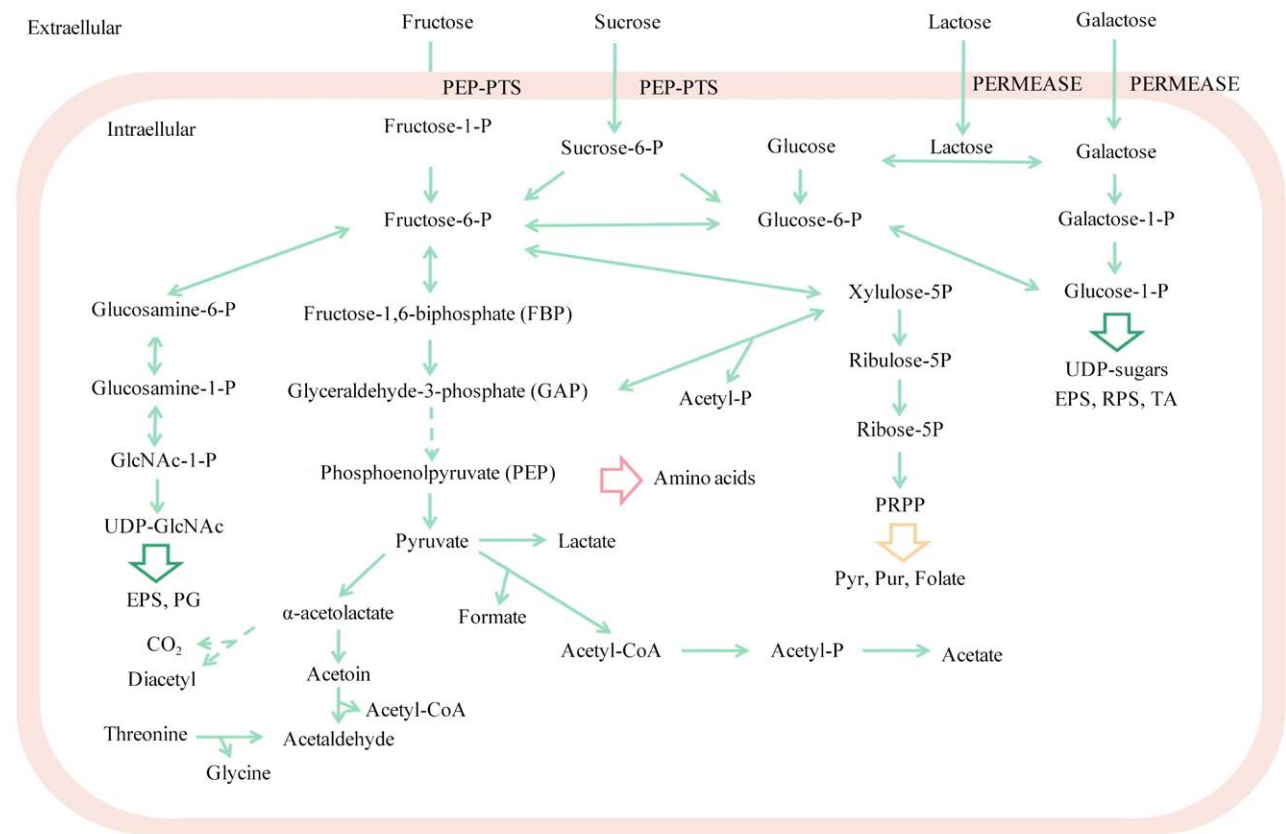 Extraellular
Fructose
Sucrose
Lactose
Galactose
PEP-PTS
PEP-PTS
PERMEASE
PERMEASE
Intraellular
Fructose-1-P
Sucrose-6-P
Glucose
Lactose
Galactose
Fructose-6-P
Glucose-6-P
Galactose-1-P
Glucosamine-6-P
Fructose-1,6-biphosphate (FBP)
Xylulose-5P
Glucose-1-P
Glucosamine-1-P
Glyceraldehyde-3-phosphate (GAP)
Acetyl-P
Ribulose-5P
UDP-sugars
EPS, RPS, TA
Ribose-5P
GlcNAc-1-P
Phosphoenolpyruvate (PEP)
Amino acids
PRPP
UDP-GlcNAc
Pyruvate
Lactate
Pyr, Pur, Folate
EPS, PG
α-acetolactate
Formate
CO₂
Diacetyl
Acetoin
Acetyl-CoA
Acetyl-P
Acetate
Acetyl-CoA
Threonine
Acetaldehyde
Glycine